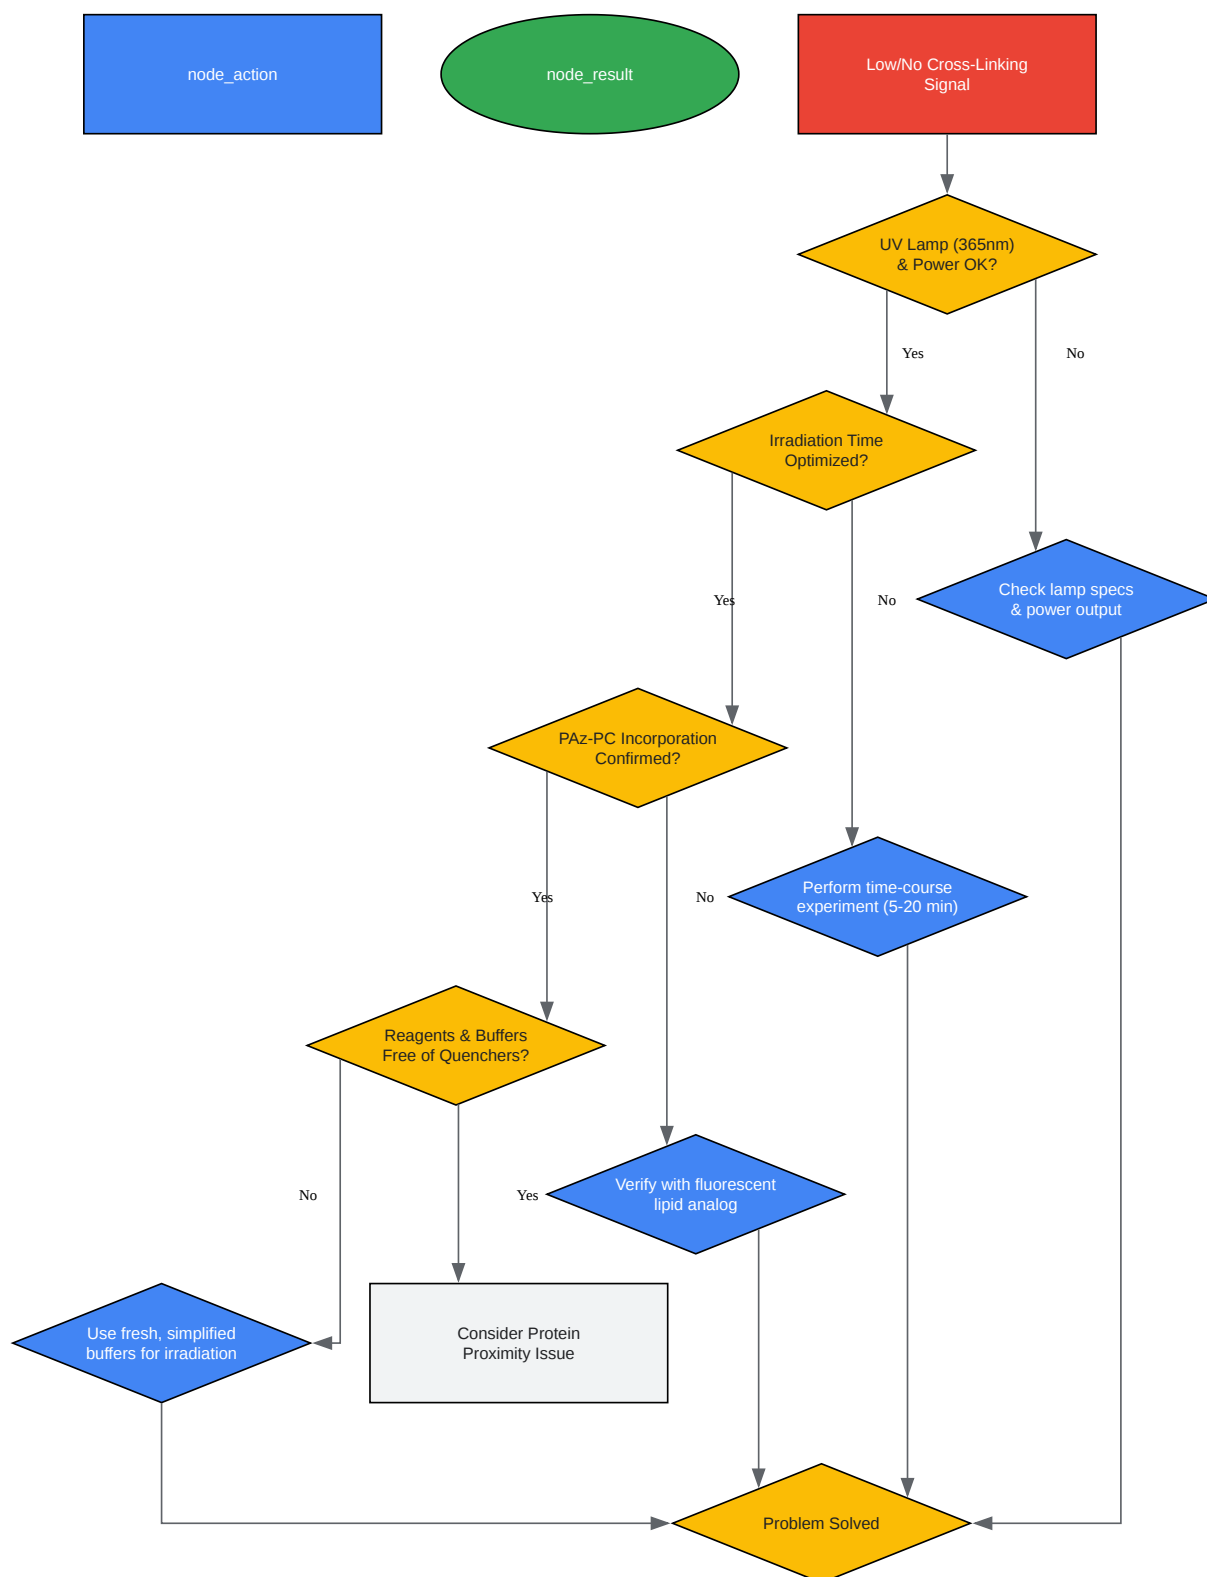 node_action
node_result
Low/No Cross-Linking
Signal
UV Lamp (365nm)
& Power OK?
Yes
No
Irradiation Time
Optimized?
Check lamp specs
& power output
Yes
No
PAz-PC Incorporation
Confirmed?
Perform time-course
experiment (5-20 min)
Yes
No
Reagents & Buffers
Free of Quenchers?
Verify with fluorescent
lipid analog
No
Yes
Use fresh, simplified
buffers for irradiation
Consider Protein
Proximity Issue
Problem Solved